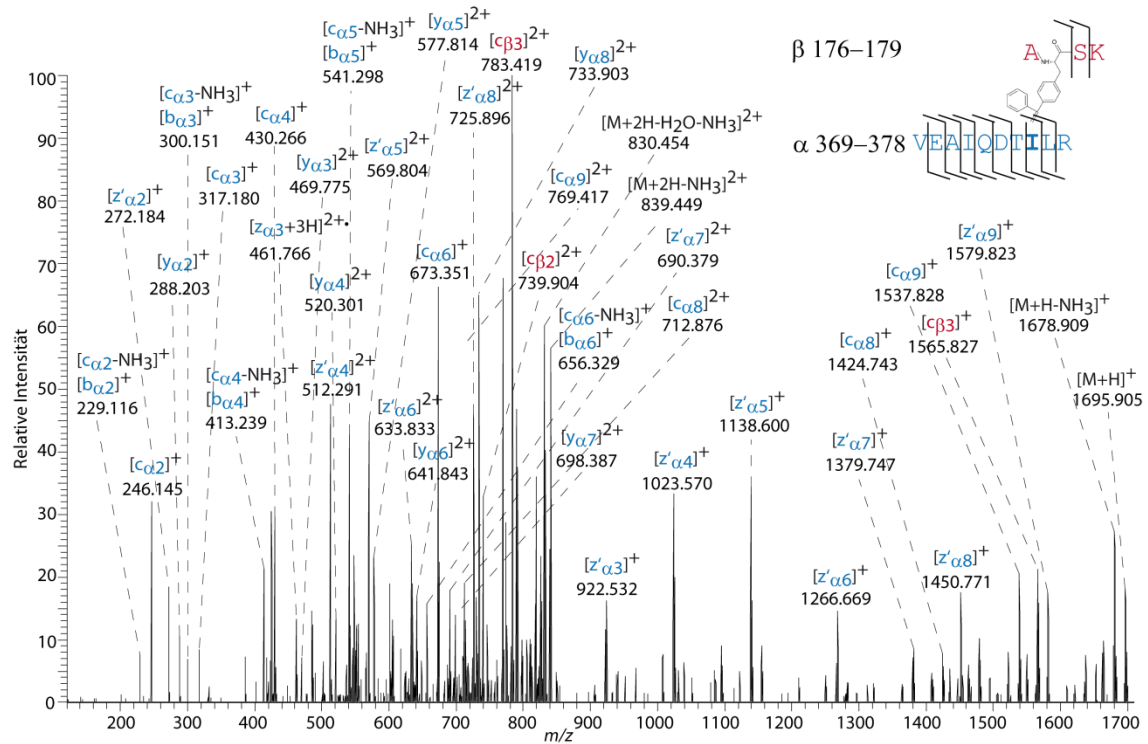 [yα5]2+
577.814
[cα5-NH3]+
[bα5]+
541.298
[cβ3]2+
783.419
[yα8]2+
733.903
β 176–179
A
NH
O
SK
[cα3-NH3]+
[bα3]+
300.151
[cα4]+
430.266
[z'α8]2+
725.896
[M+2H-H2O-NH3]2+
830.454
α 369–378
VEAIQDTILR
[z'α5]2+
569.804
[yα3]2+
469.775
[cα9]2+
769.417
[M+2H-NH3]2+
839.449
[cα3]+
317.180
[z'α2]+
272.184
[zα3+3H]2+•
461.766
[z'α7]2+
690.379
[z'α9]+
1579.823
[yα2]+
288.203
[cα6]+
673.351
[cβ2]2+
739.904
[cα9]+
1537.828
[yα4]2+
520.301
[cα6-NH3]+
[bα6]+
656.329
[cα8]2+
712.876
[cβ3]+
1565.827
[M+H-NH3]+
1678.909
[cα2-NH3]+
[bα2]+
229.116
[cα4-NH3]+
[bα4]+
413.239
[z'α4]2+
512.291
[cα8]+
1424.743
[M+H]+
1695.905
[z'α6]2+
633.833
[z'α5]+
1138.600
[yα6]2+
641.843
[yα7]2+
698.387
[z'α7]+
1379.747
[cα2]+
246.145
[z'α4]+
1023.570
[z'α3]+
922.532
[z'α6]+
1266.669
[z'α8]+
1450.771
Relative Intensität
100
90
80
70
60
50
40
30
20
10
0
200 300 400 500 600 700 800 900 1000 1100 1200 1300 1400 1500 1600 1700
m/z